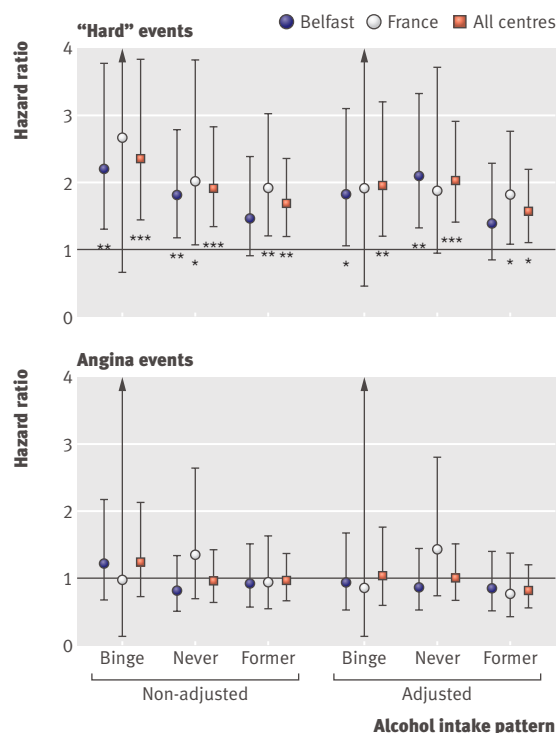 Belfast France All centres
“Hard” events
Hazard ratio
4
3
2
1
0
** *** ** * *** ** ** * ** ** *** * *
Angina events
Hazard ratio
4
3
2
1
0
Binge Never Former Binge Never Former
Non-adjusted Adjusted
Alcohol intake pattern